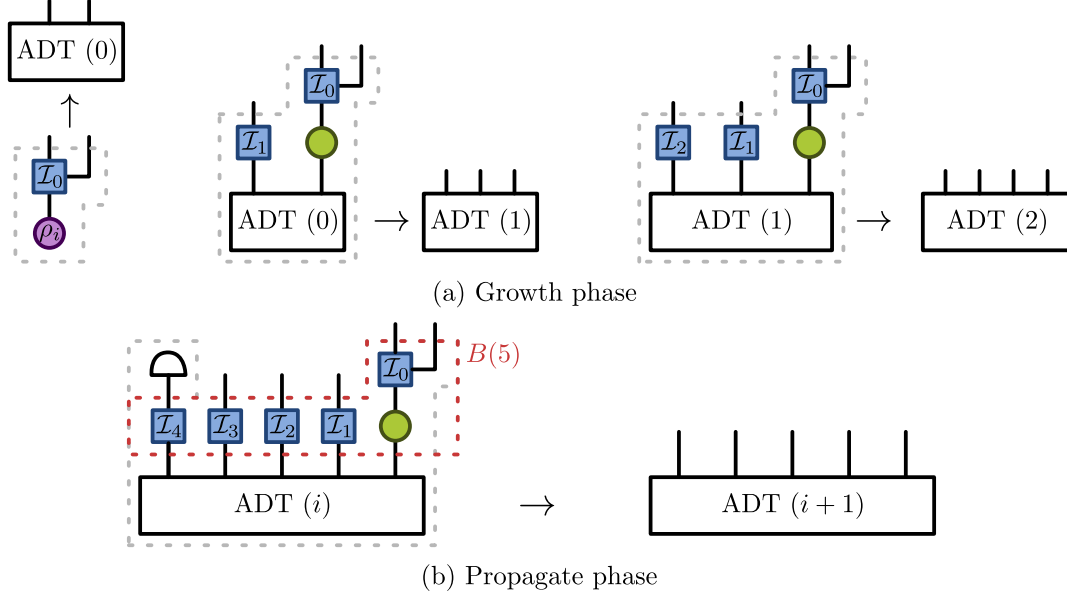 ADT (0)
↑
𝓘₀
ρᵢ
𝓘₁
𝓘₀
ADT (0) → ADT (1)
𝓘₂ 𝓘₁
𝓘₀
ADT (1) → ADT (2)
(a) Growth phase
𝓘₀ B(5)
𝓘₄ 𝓘₃ 𝓘₂ 𝓘₁
ADT (i) → ADT (i + 1)
(b) Propagate phase